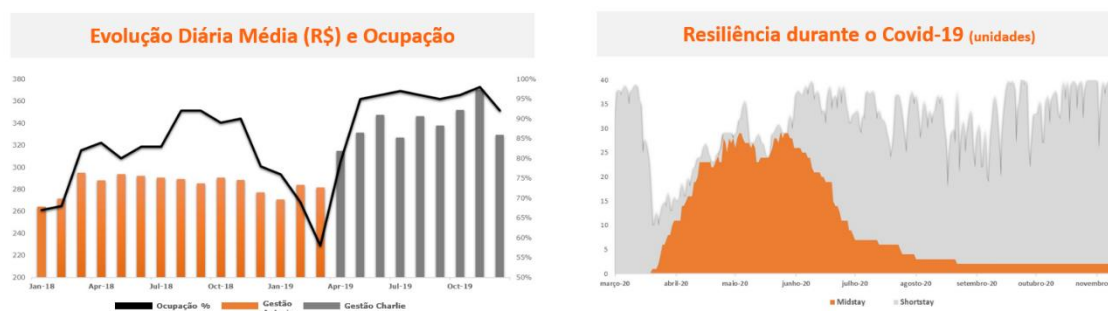 Evolução Diária Média (R$) e Ocupação
380
360
340
320
300
280
260
240
220
200
100%
95%
90%
85%
80%
75%
70%
65%
60%
55%
50%
Jan-18
Apr-18
Jul-18
Oct-18
Jan-19
Apr-19
Jul-19
Oct-19
Ocupação %
Gestão
Gestão Charlie
Resiliência durante o Covid-19 (unidades)
40
35
30
25
20
15
10
5
0
março-20
abril-20
maio-20
junho-20
julho-20
agosto-20
setembro-20
outubro-20
Midstay
Shortstay